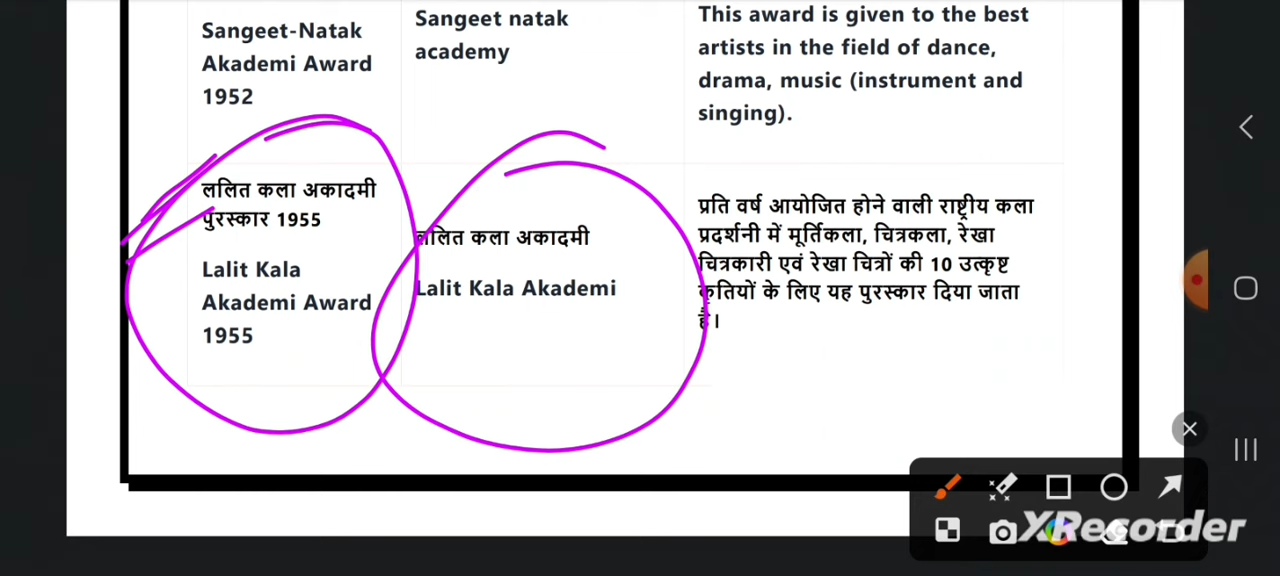 Sangeet-Natak
Akademi Award
1952
Sangeet natak
academy
This award is given to the best
artists in the field of dance,
drama, music (instrument and
singing).
ललित कला अकादमी
पुरस्कार 1955
Lalit Kala
Akademi Award
1955
ललित कला अकादमी
Lalit Kala Akademi
प्रति वर्ष आयोजित होने वाली राष्ट्रीय कला
प्रदर्शनी में मूर्तिकला, चित्रकला, रेखा
चित्रकारी एवं रेखा चित्रों की 10 उत्कृष्ट
कृतियों के लिए यह पुरस्कार दिया जाता
है।
XRecorder